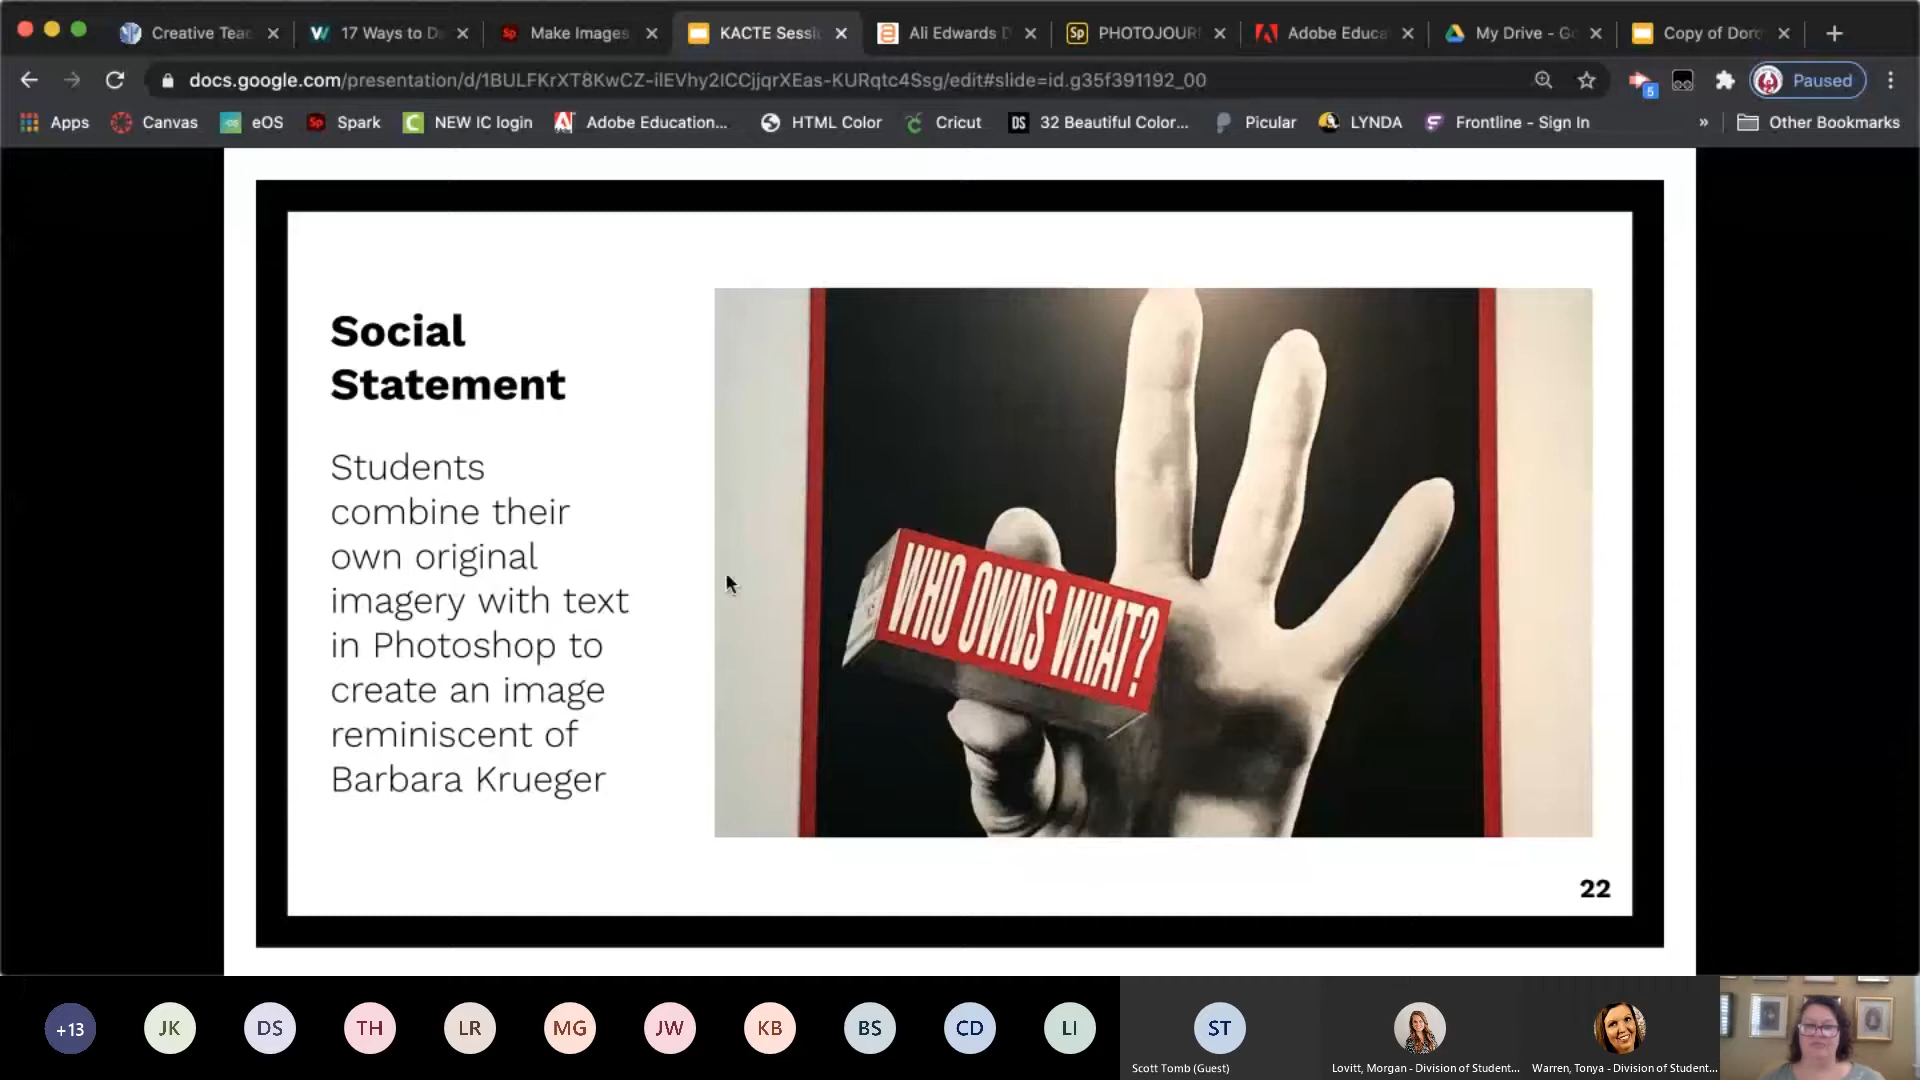 Creative Tea
17 Ways to D
Make Images
KACTE Sessi
Ali Edwards D
PHOTOJOUR
Adobe Educa
My Drive - Go
Copy of Doro
docs.google.com/presentation/d/1BULFKrXT8KwCZ-ilEVhy2ICCjjqrXEas-KURqtc4Ssg/edit#slide=id.g35f391192_00
5
Paused
Apps
Canvas
eOS
Spark
NEW IC login
Adobe Education...
HTML Color
Cricut
DS
32 Beautiful Color...
Picular
LYNDA
Frontline - Sign In
»
Other Bookmarks
Social
Statement
Students
combine their
own original
imagery with text
in Photoshop to
create an image
reminiscent of
Barbara Krueger
WHO OWNS WHAT?
22
+13
JK
DS
TH
LR
MG
JW
KB
BS
CD
LI
ST
Scott Tomb (Guest)
Lovitt, Morgan - Division of Student...
Warren, Tonya - Division of Student...